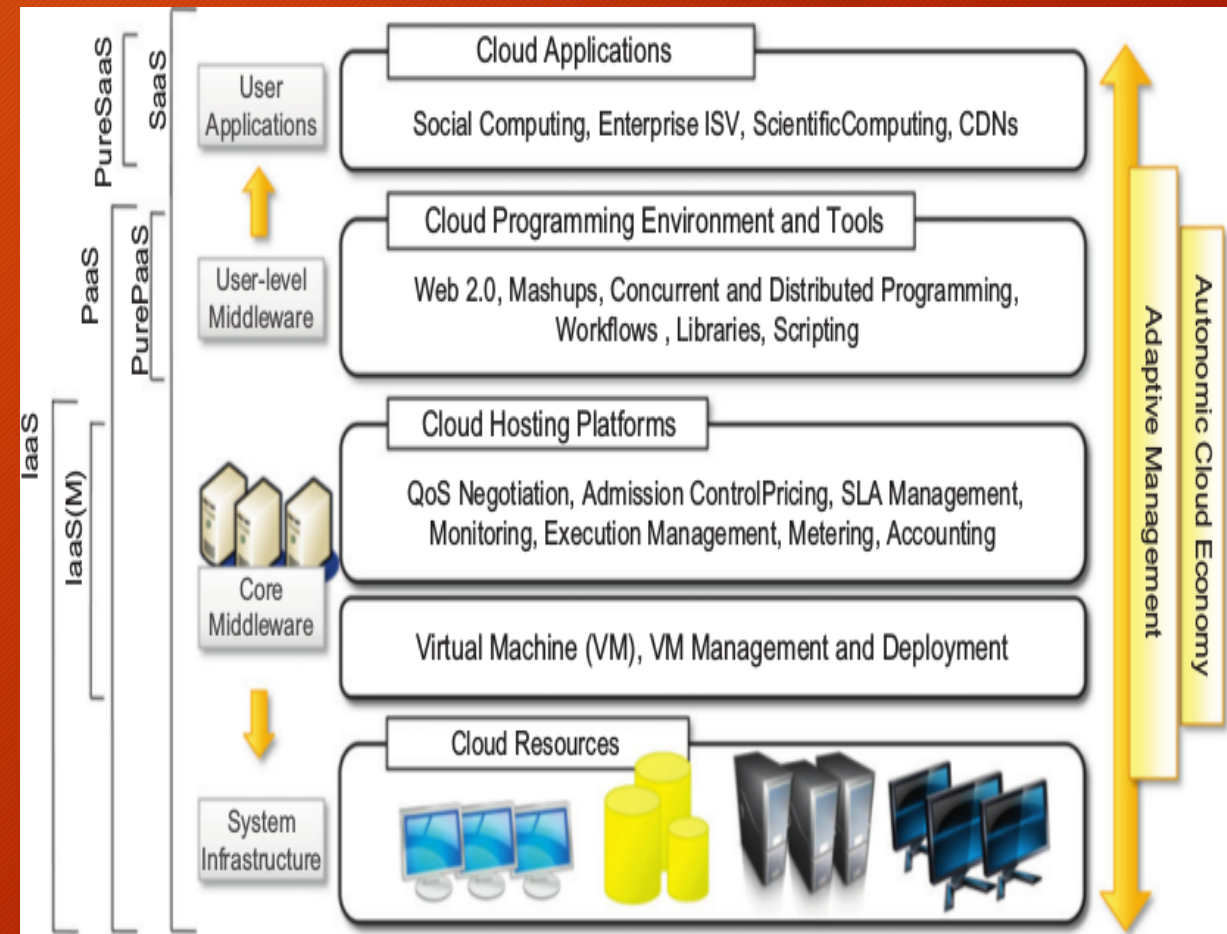 PureSaaS
SaaS
User
Applications
Cloud Applications
Social Computing, Enterprise ISV, ScientificComputing, CDNs
PaaS
PurePaaS
User-level
Middleware
Cloud Programming Environment and Tools
Web 2.0, Mashups, Concurrent and Distributed Programming,
Workflows , Libraries, Scripting
IaaS
IaaS(M)
Core
Middleware
Cloud Hosting Platforms
QoS Negotiation, Admission ControlPricing, SLA Management,
Monitoring, Execution Management, Metering, Accounting
Virtual Machine (VM), VM Management and Deployment
System
Infrastructure
Cloud Resources
Adaptive Management
Autonomic Cloud Economy